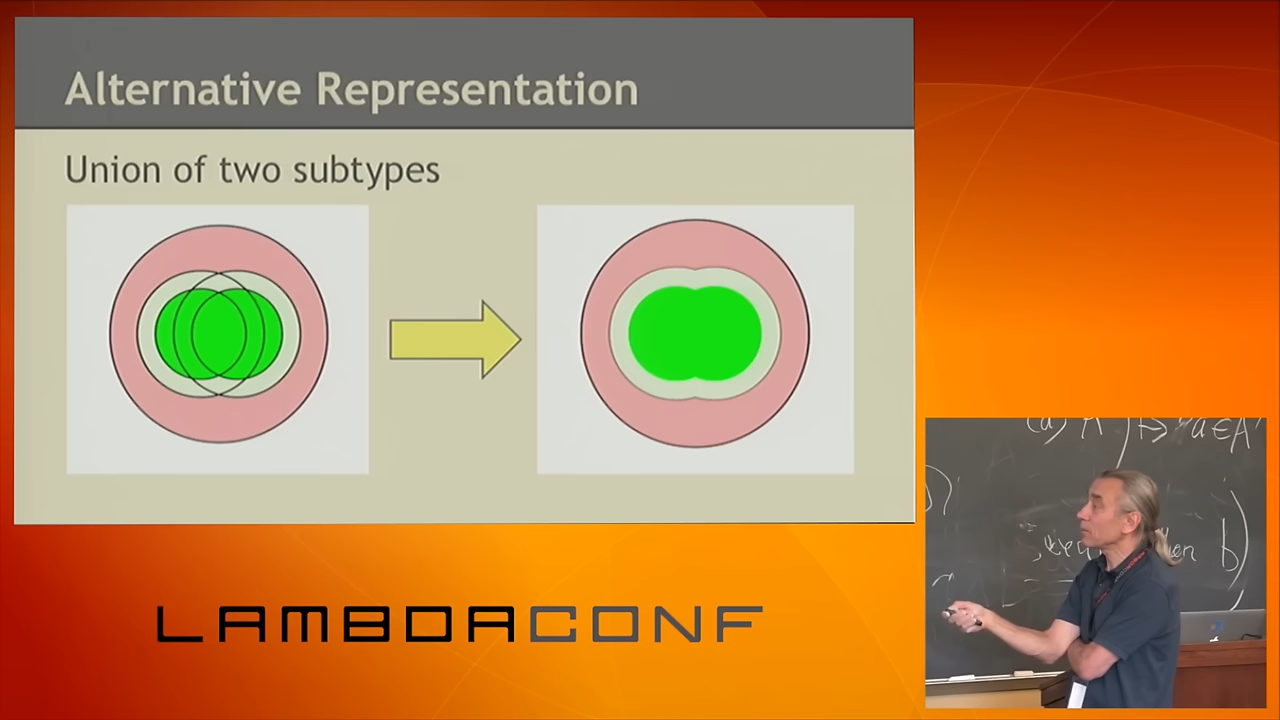 Alternative Representation
Union of two subtypes
(a) A
a ∈ A
b)
LAMBDACONF